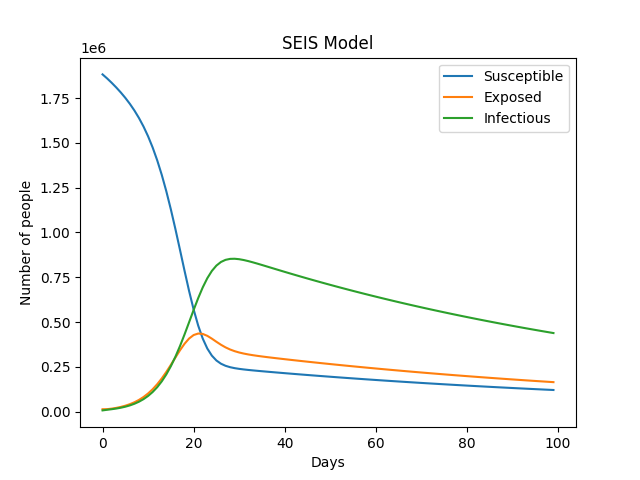 SEIS Model
1e6
Susceptible
Exposed
Infectious
Number of people
1.75
1.50
1.25
1.00
0.75
0.50
0.25
0.00
0
20
40
60
80
100
Days